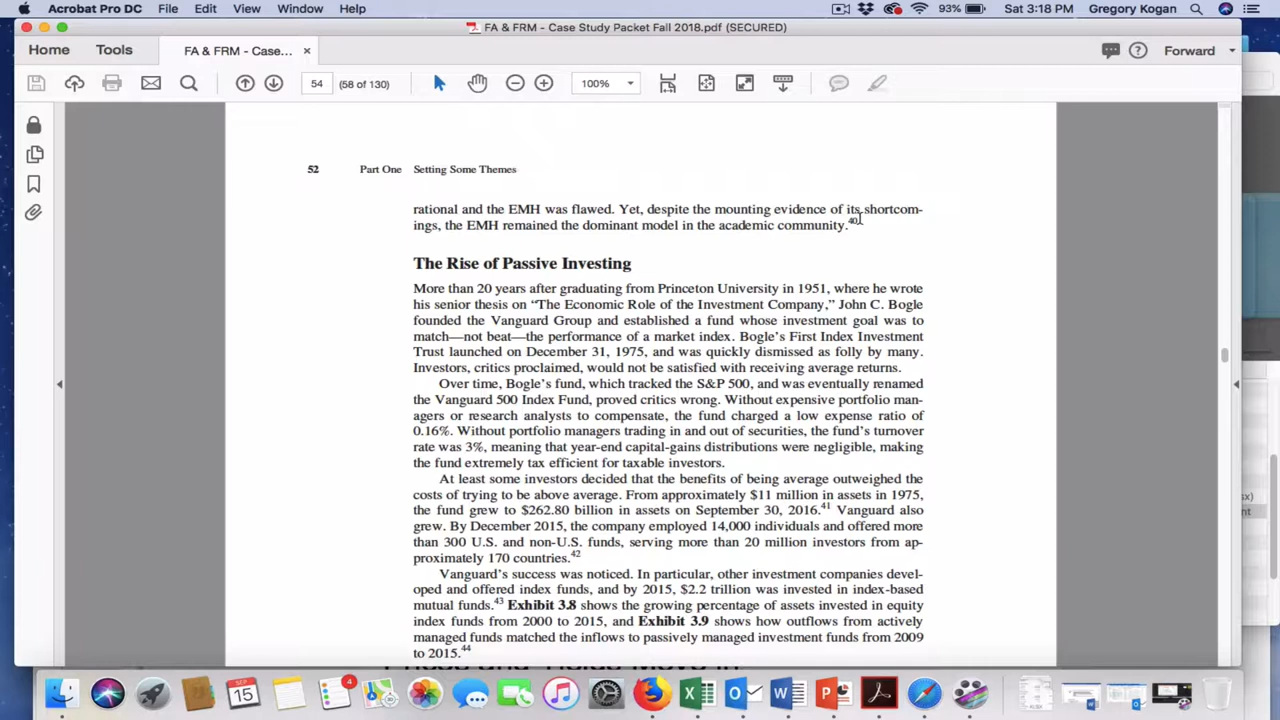 Acrobat Pro DC File Edit View Window Help 93% Sat 3:18 PM Gregory Kogan
FA & FRM - Case Study Packet Fall 2018.pdf (SECURED)
Home Tools FA & FRM - Case... × ? Forward
54 (58 of 130) 100%
52 Part One Setting Some Themes
rational and the EMH was flawed. Yet, despite the mounting evidence of its shortcom-
ings, the EMH remained the dominant model in the academic community.40
The Rise of Passive Investing
More than 20 years after graduating from Princeton University in 1951, where he wrote
his senior thesis on “The Economic Role of the Investment Company,” John C. Bogle
founded the Vanguard Group and established a fund whose investment goal was to
match—not beat—the performance of a market index. Bogle's First Index Investment
Trust launched on December 31, 1975, and was quickly dismissed as folly by many.
Investors, critics proclaimed, would not be satisfied with receiving average returns.
Over time, Bogle's fund, which tracked the S&P 500, and was eventually renamed
the Vanguard 500 Index Fund, proved critics wrong. Without expensive portfolio man-
agers or research analysts to compensate, the fund charged a low expense ratio of
0.16%. Without portfolio managers trading in and out of securities, the fund's turnover
rate was 3%, meaning that year-end capital-gains distributions were negligible, making
the fund extremely tax efficient for taxable investors.
At least some investors decided that the benefits of being average outweighed the
costs of trying to be above average. From approximately $11 million in assets in 1975,
the fund grew to $262.80 billion in assets on September 30, 2016.41 Vanguard also
grew. By December 2015, the company employed 14,000 individuals and offered more
than 300 U.S. and non-U.S. funds, serving more than 20 million investors from ap-
proximately 170 countries.42
Vanguard's success was noticed. In particular, other investment companies devel-
oped and offered index funds, and by 2015, $2.2 trillion was invested in index-based
mutual funds.43 Exhibit 3.8 shows the growing percentage of assets invested in equity
index funds from 2000 to 2015, and Exhibit 3.9 shows how outflows from actively
managed funds matched the inflows to passively managed investment funds from 2009
to 2015.44
SEP
15
4